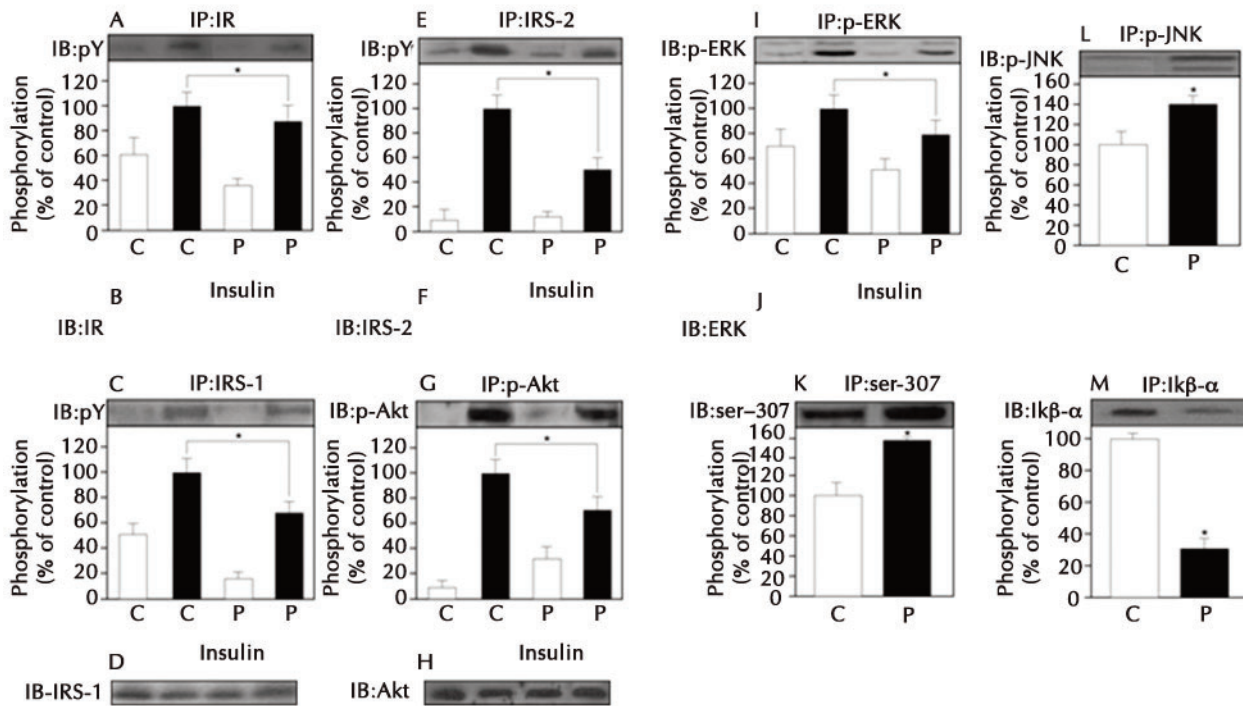 A IP:IR
IB:pY
Phosphorylation
(% of control)
120
100
80
60
40
20
0
C C P P
Insulin
B
IB:IR
C IP:IRS-1
IB:pY
Phosphorylation
(% of control)
120
100
80
60
40
20
0
*
C C P P
Insulin
D
IB-IRS-1
E IP:IRS-2
IB:pY
Phosphorylation
(% of control)
120
100
80
60
40
20
0
*
C C P P
Insulin
F
IB:IRS-2
G IP:p-Akt
IB:p-Akt
Phosphorylation
(% of control)
120
100
80
60
40
20
0
*
C C P P
H
IB:Akt
I IP:p-ERK
IB:p-ERK
Phosphorylation
(% of control)
120
100
80
60
40
20
0
*
C C P P
Insulin
J
IB:ERK
K IP:ser-307
IB:ser–307
Phosphorylation
(% of control)
160
150
100
100
80
60
40
20
0
*
C P
L IP:p-JNK
IB:p-JNK
Phosphorylation
(% of control)
160
140
120
100
80
60
40
20
0
*
C P
M IP:Ikβ-α
IB:Ikβ-α
Phosphorylation
(% of control)
100
80
60
40
20
0
*
C P